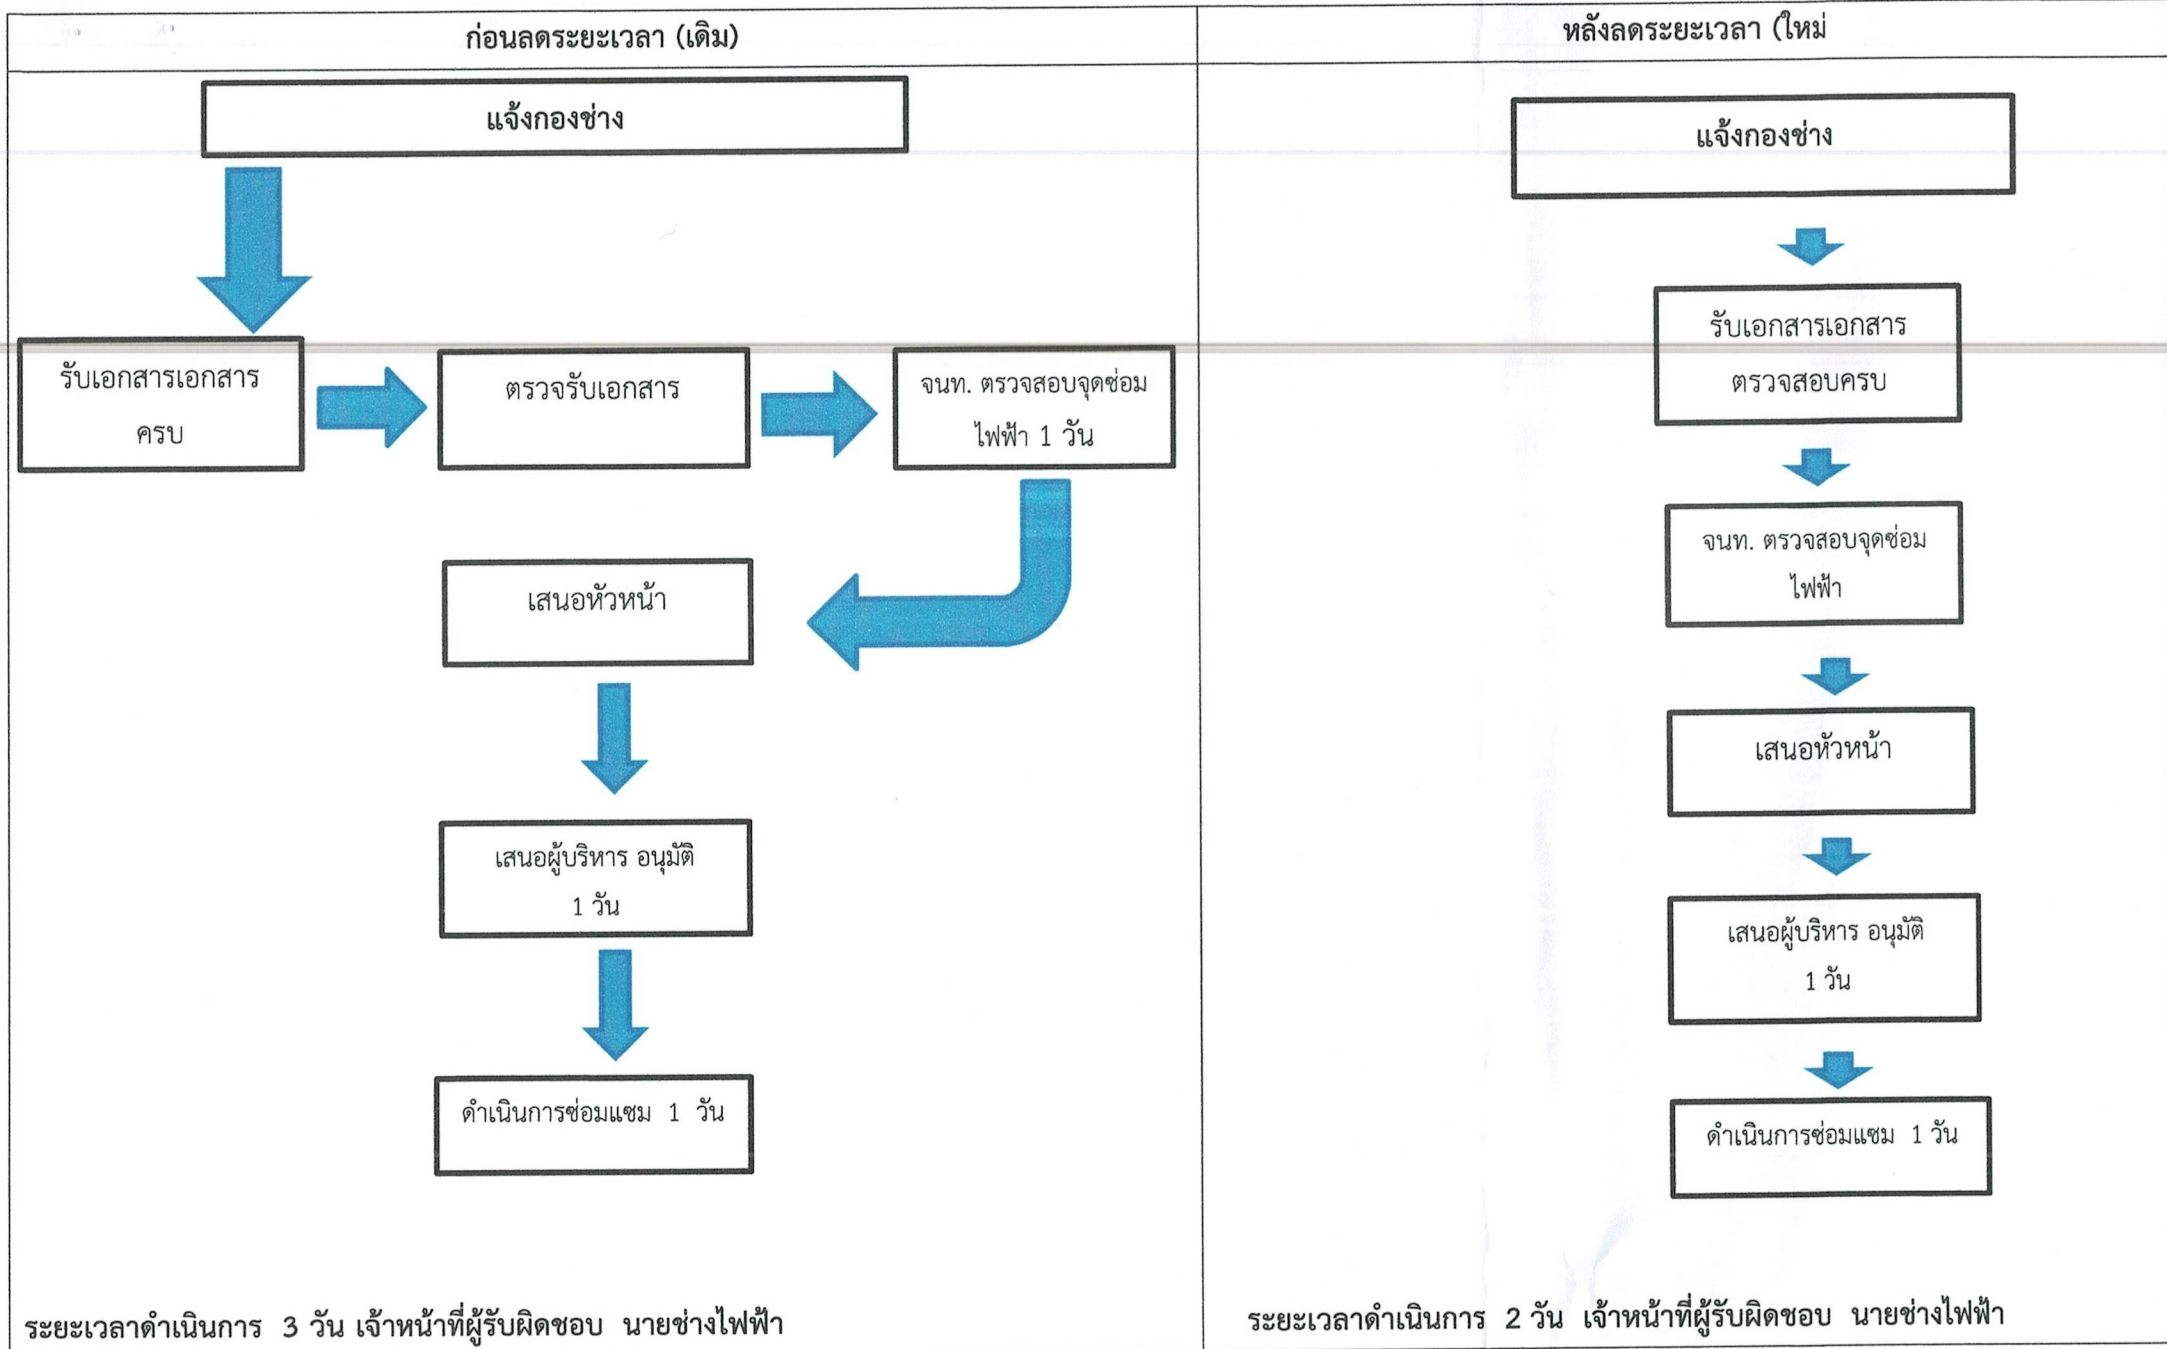 ก่อนลดระยะเวลา (เดิม)
แจ้งกองช่าง
รับเอกสารเอกสาร
ครบ
ตรวจรับเอกสาร
จนท. ตรวจสอบจุดซ่อม
ไฟฟ้า 1 วัน
เสนอหัวหน้า
เสนอผู้บริหาร อนุมัติ
1 วัน
ดำเนินการซ่อมแซม 1 วัน
ระยะเวลาดำเนินการ 3 วัน เจ้าหน้าที่ผู้รับผิดชอบ นายช่างไฟฟ้า
หลังลดระยะเวลา (ใหม่
แจ้งกองช่าง
รับเอกสารเอกสาร
ตรวจสอบครบ
จนท. ตรวจสอบจุดซ่อม
ไฟฟ้า
เสนอหัวหน้า
เสนอผู้บริหาร อนุมัติ
1 วัน
ดำเนินการซ่อมแซม 1 วัน
ระยะเวลาดำเนินการ 2 วัน เจ้าหน้าที่ผู้รับผิดชอบ นายช่างไฟฟ้า